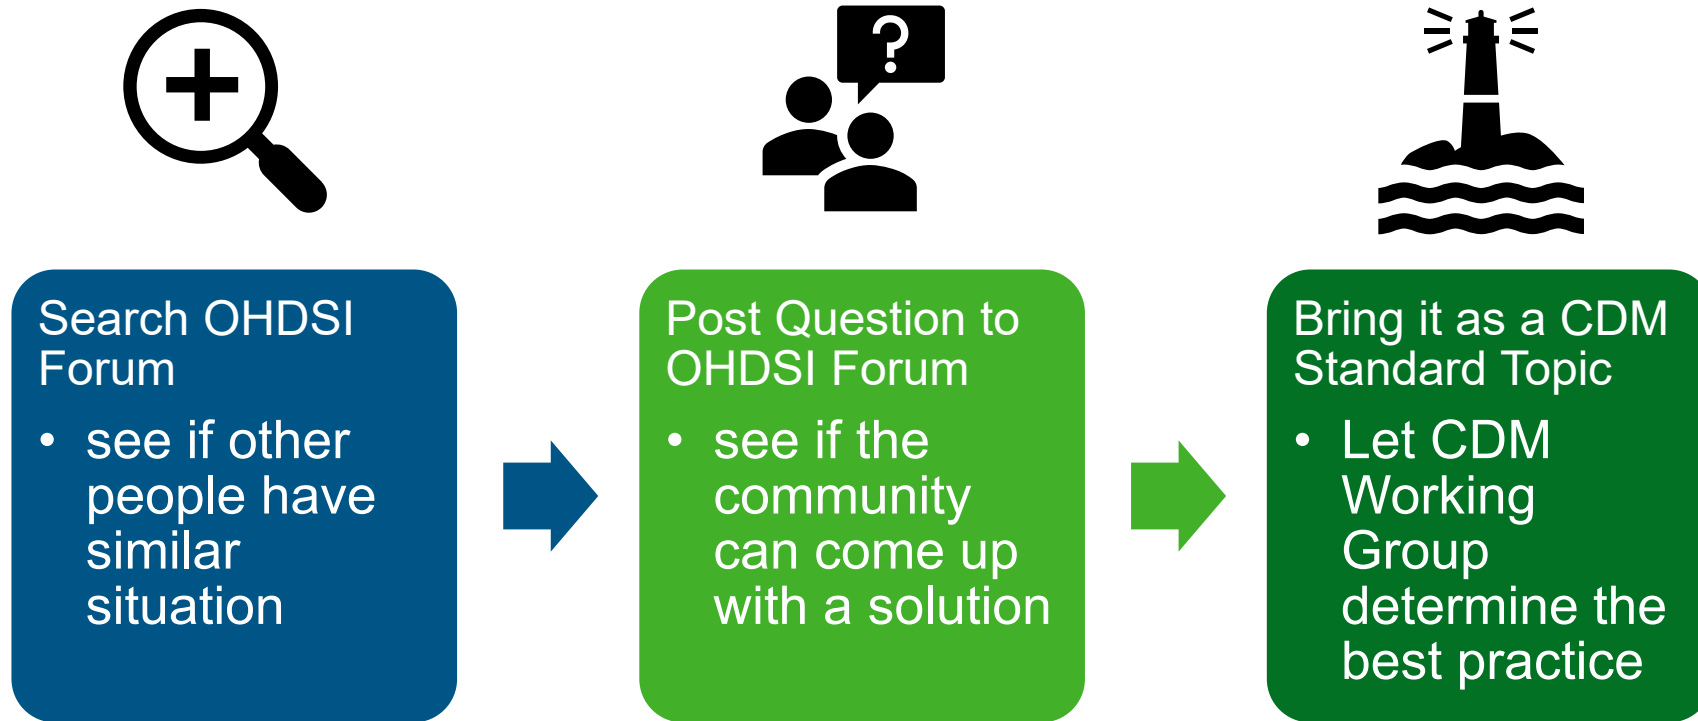 ?
Search OHDSI
Forum
• see if other
people have
similar
situation
Post Question to
OHDSI Forum
• see if the
community
can come up
with a solution
Bring it as a CDM
Standard Topic
• Let CDM
Working
Group
determine the
best practice